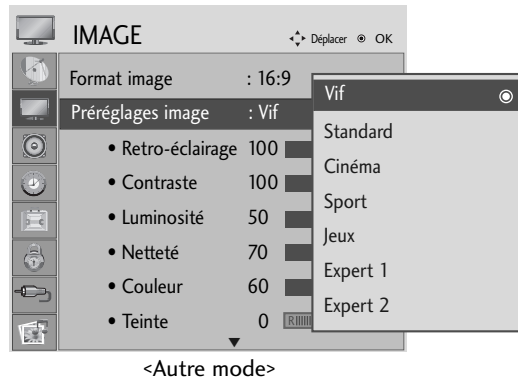 IMAGE
Déplacer OK
Format image : 16:9
Préréglages image : Vif
• Retro-éclairage 100
• Contraste 100
• Luminosité 50
• Netteté 70
• Couleur 60
• Teinte 0 R
Vif
Standard
Cinéma
Sport
Jeux
Expert 1
Expert 2
<Autre mode>